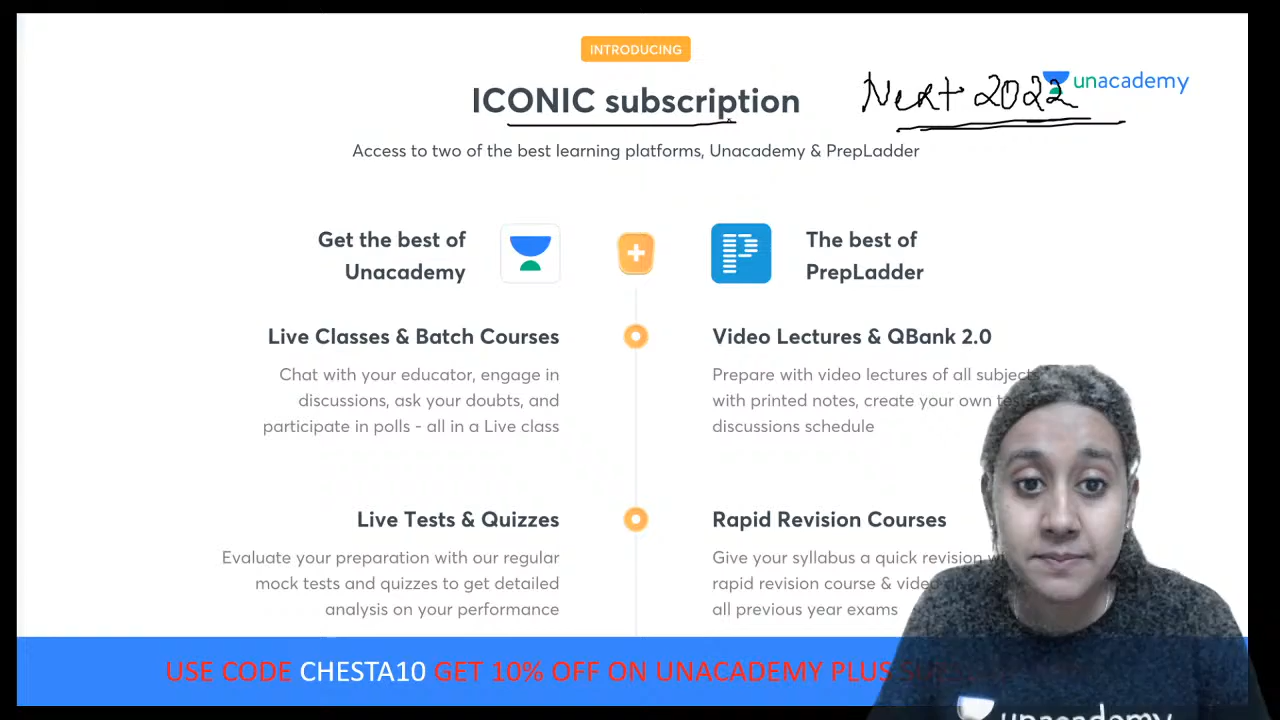 INTRODUCING
ICONIC subscription
Neet 2022
unacademy
Access to two of the best learning platforms, Unacademy & PrepLadder
Get the best of
Unacademy
The best of
PrepLadder
Live Classes & Batch Courses
Chat with your educator, engage in
discussions, ask your doubts, and
participate in polls - all in a Live class
Video Lectures & QBank 2.0
Prepare with video lectures of all subjects
with printed notes, create your own
discussions schedule
Live Tests & Quizzes
Evaluate your preparation with our regular
mock tests and quizzes to get detailed
analysis on your performance
Rapid Revision Courses
Give your syllabus a quick revision
rapid revision course &
all previous year exams
USE CODE CHESTA10 GET 10% OFF ON UNACADEMY PLUS
unacademy